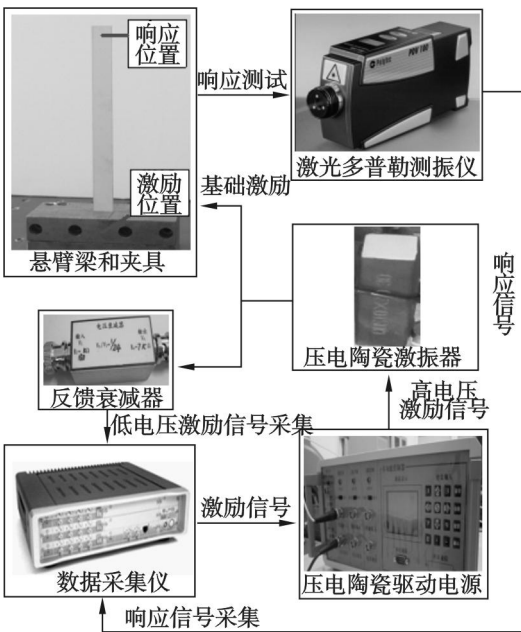 响应
位置
响应测试
Polytec
PDV 100
激光多普勒测振仪
激励
位置
基础激励
悬臂梁和夹具
响应信号
压电陶瓷激振器
反馈衰减器
高电压
激励信号
低电压激励信号采集
激励信号
数据采集仪
压电陶瓷驱动电源
响应信号采集